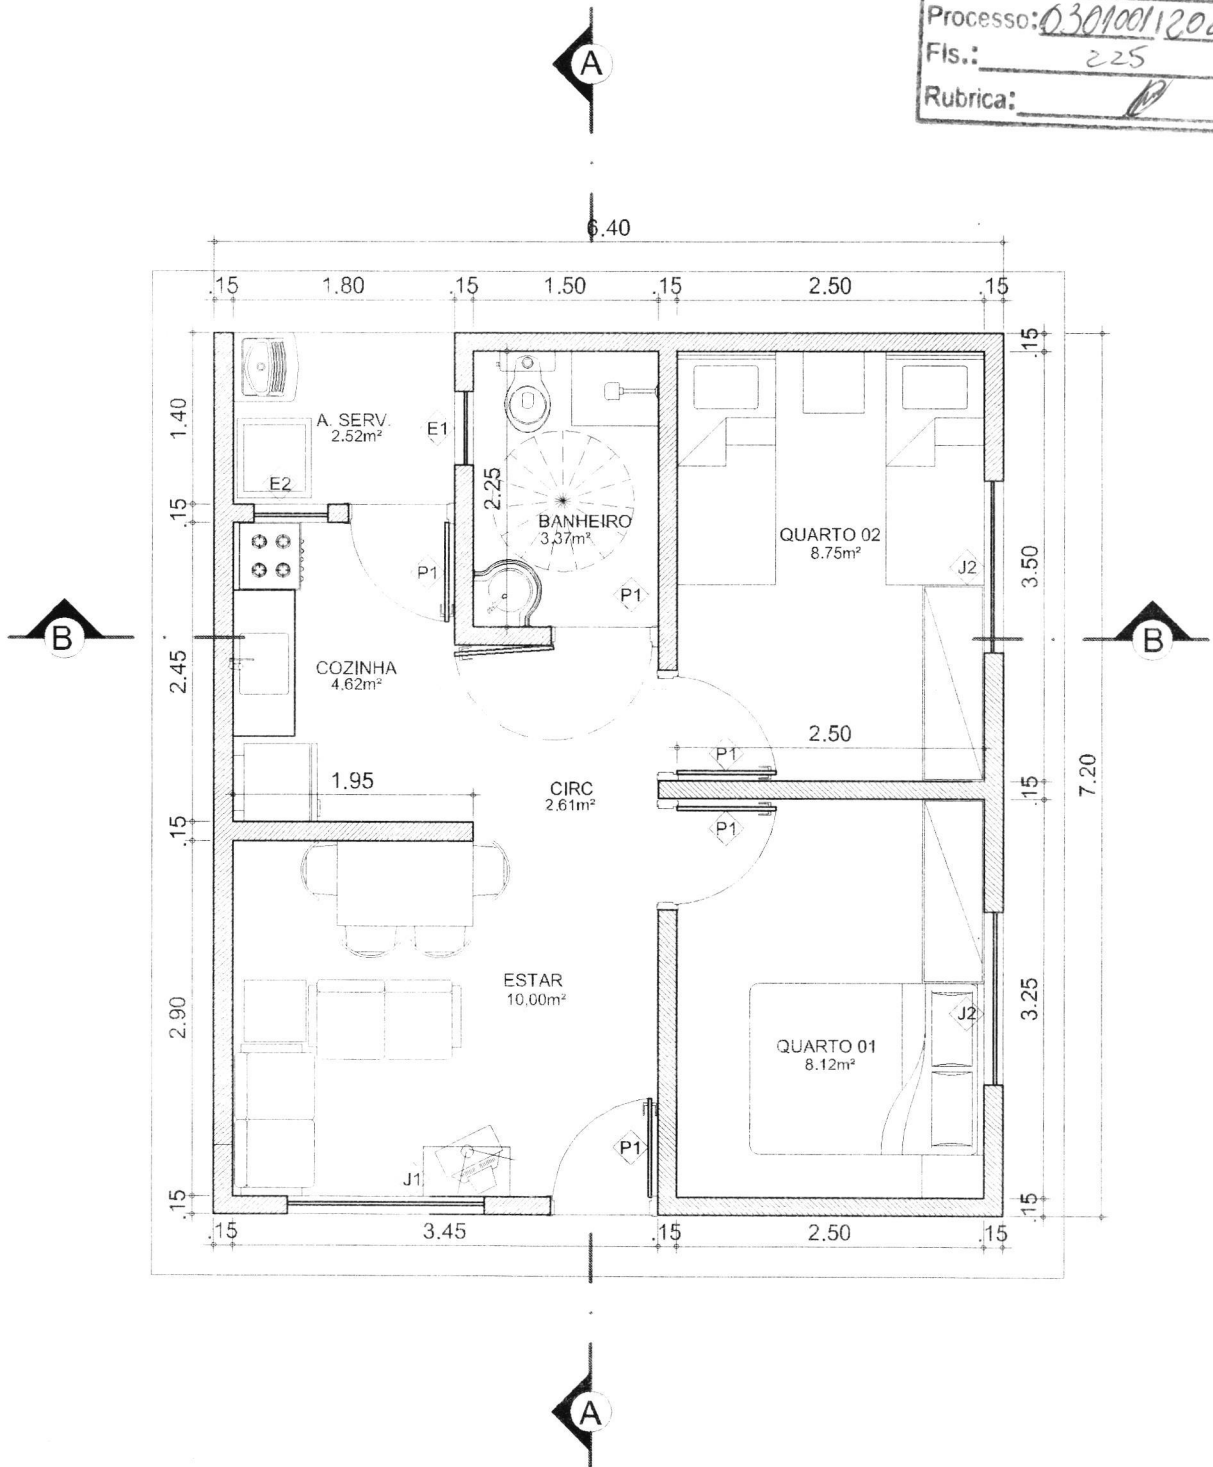 Processo:
Fls.: 225
Rubrica:
A
6.40
.15 1.80 .15 1.50 .15 2.50 .15
.15
1.40
A. SERV.
2.52m²
E1
E2
2.25
.15
BANHEIRO
3.37m²
QUARTO 02
8.75m²
P1
P1
J2
3.50
B
B
2.45
COZINHA
4.62m²
2.50
P1
1.95
CIRC
2.61m²
.15
7.20
.15
P1
ESTAR
10.00m²
2.90
3.25
J2
QUARTO 01
8.12m²
P1
J1
.15
.15
.15 3.45 .15 2.50 .15
A